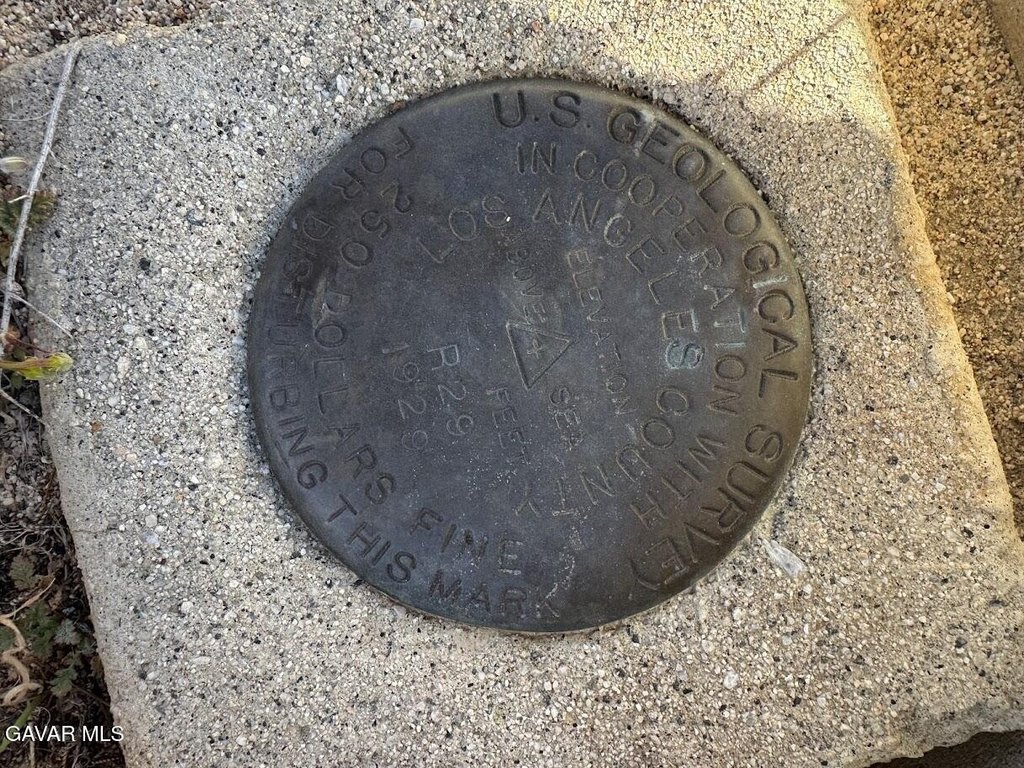 U.S. GEOLOGICAL SURVEY
IN COOPERATION WITH
LOS ANGELES COUNTY
ELEVATION
ABOVE SEA
FEET
R29
1929
250 DOLLARS FINE
FOR DISTURBING THIS MARK
GAVAR MLS